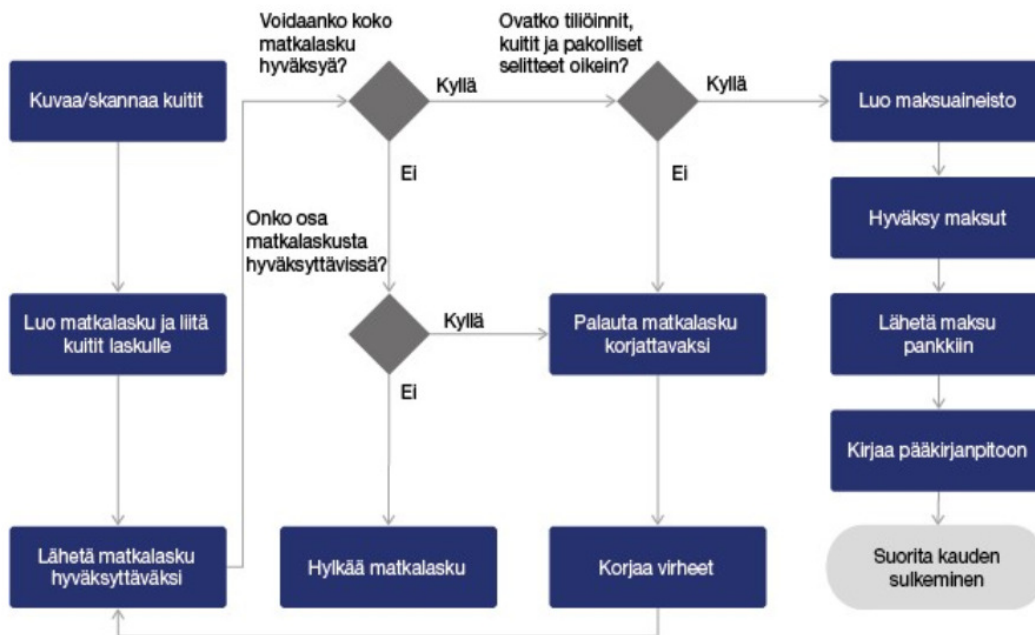 Voidaanko koko
matkalasku
hyväksyä?
Ovatko tiliöinnit,
kuitit ja pakolliset
selitteet oikein?
Kuvaa/skannaa kuitit
Kyllä
Kyllä
Luo maksuaineisto
Ei
Ei
Hyväksy maksut
Onko osa
matkalaskusta
hyväksyttävissä?
Luo matkalasku ja liitä
kuitit laskulle
Kyllä
Palauta matkalasku
korjattavaksi
Lähetä maksu
pankkiin
Ei
Kirjaa pääkirjanpitoon
Lähetä matkalasku
hyväksyttäväksi
Hylkää matkalasku
Korjaa virheet
Suorita kauden
sulkeminen